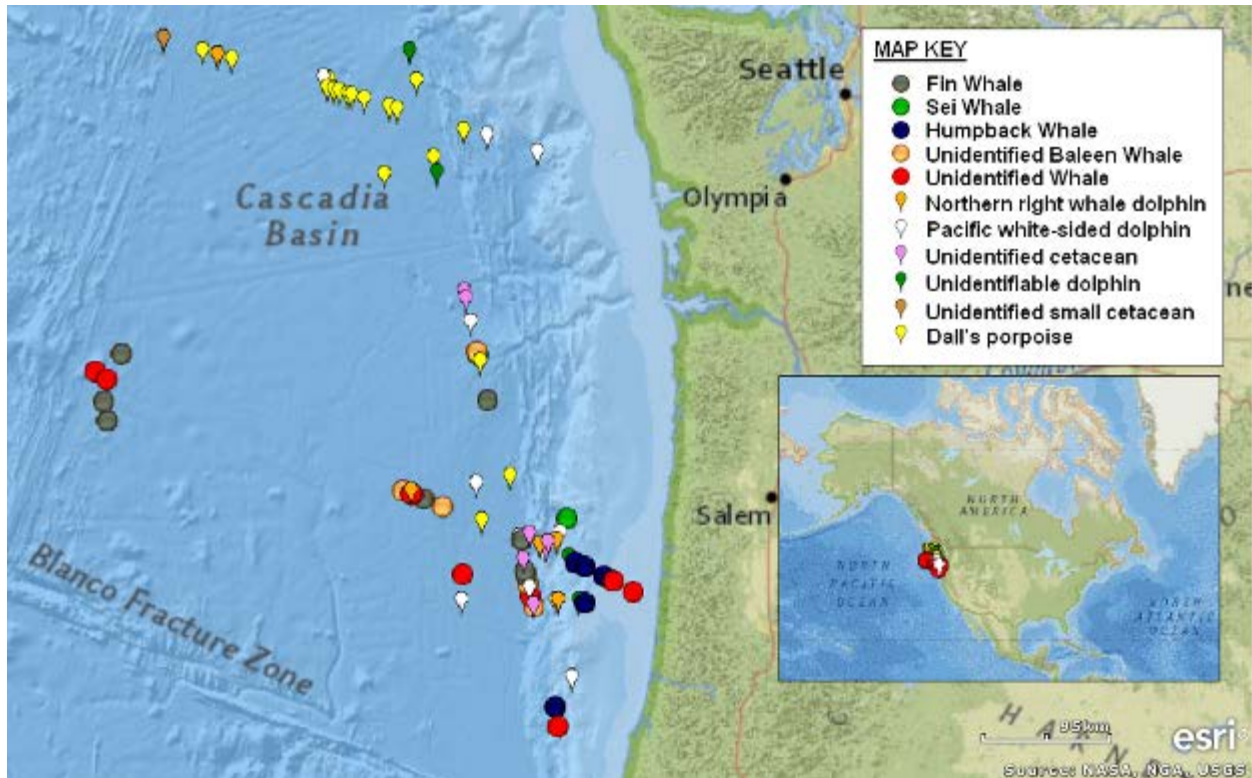 MAP KEY
Fin Whale
Sei Whale
Humpback Whale
Unidentified Baleen Whale
Unidentified Whale
Northern right whale dolphin
Pacific white-sided dolphin
Unidentified cetacean
Unidentifiable dolphin
Unidentified small cetacean
Dall's porpoise
Seattle
Olympia
Cascadia
Basin
Salem
Blanco Fracture Zone
NORTH
AMERICA
NORTH
PACIFIC
OCEAN
NORTH
ATLANTIC
OCEAN
95km
esri
Source: NASA, NGA, USGS